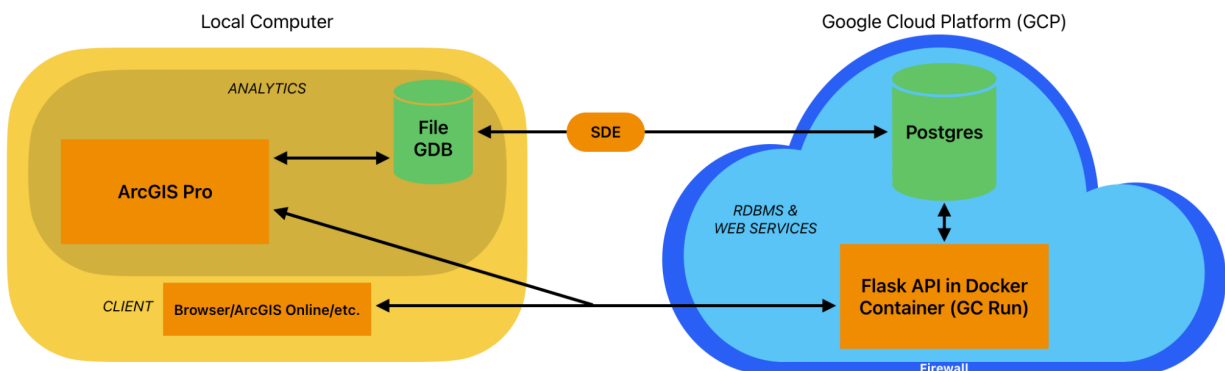 Local Computer
Google Cloud Platform (GCP)
ANALYTICS
File
GDB
SDE
Postgres
ArcGIS Pro
RDBMS &
WEB SERVICES
CLIENT
Browser/ArcGIS Online/etc.
Flask API in Docker
Container (GC Run)
Firewall